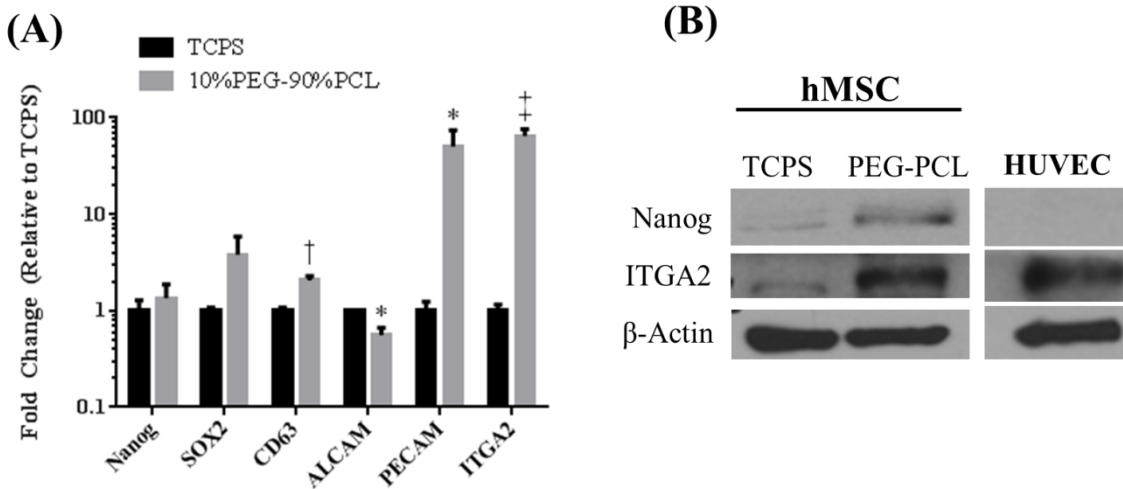 (A)
TCPS
10%PEG-90%PCL
Fold Change (Relative to TCPS)
100
10
1
0.1
†
*
*
‡
Nanog
SOX2
CD63
ALCAM
PECAM
ITGA2
(B)
hMSC
TCPS PEG-PCL HUVEC
Nanog
ITGA2
β-Actin